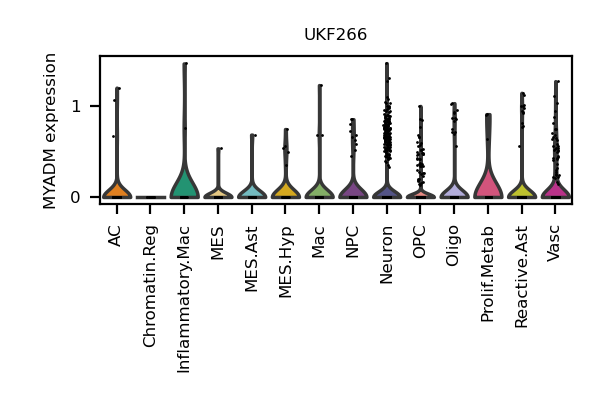 UKF266
MYADM expression
1
0
AC
Chromatin.Reg
Inflammatory.Mac
MES
MES.Ast
MES.Hyp
Mac
NPC
Neuron
OPC
Oligo
Prolif.Metab
Reactive.Ast
Vasc